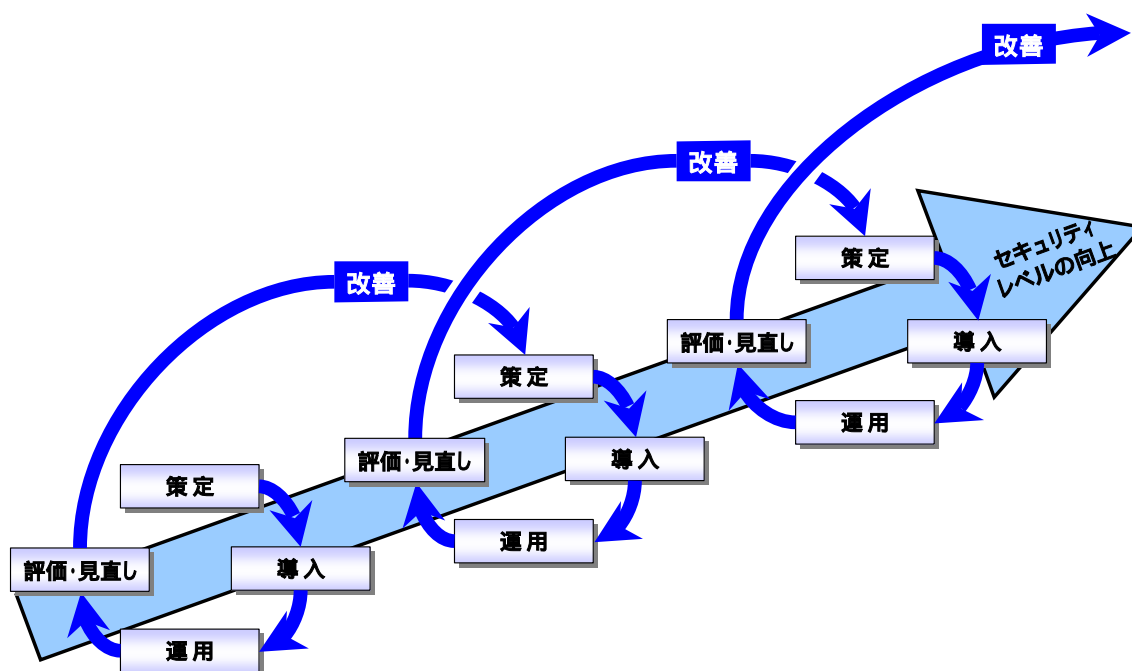 改善
改善
策定
セキュリティ
レベルの向上
改善
評価・見直し
導入
策定
運用
評価・見直し
導入
策定
運用
評価・見直し
導入
運用